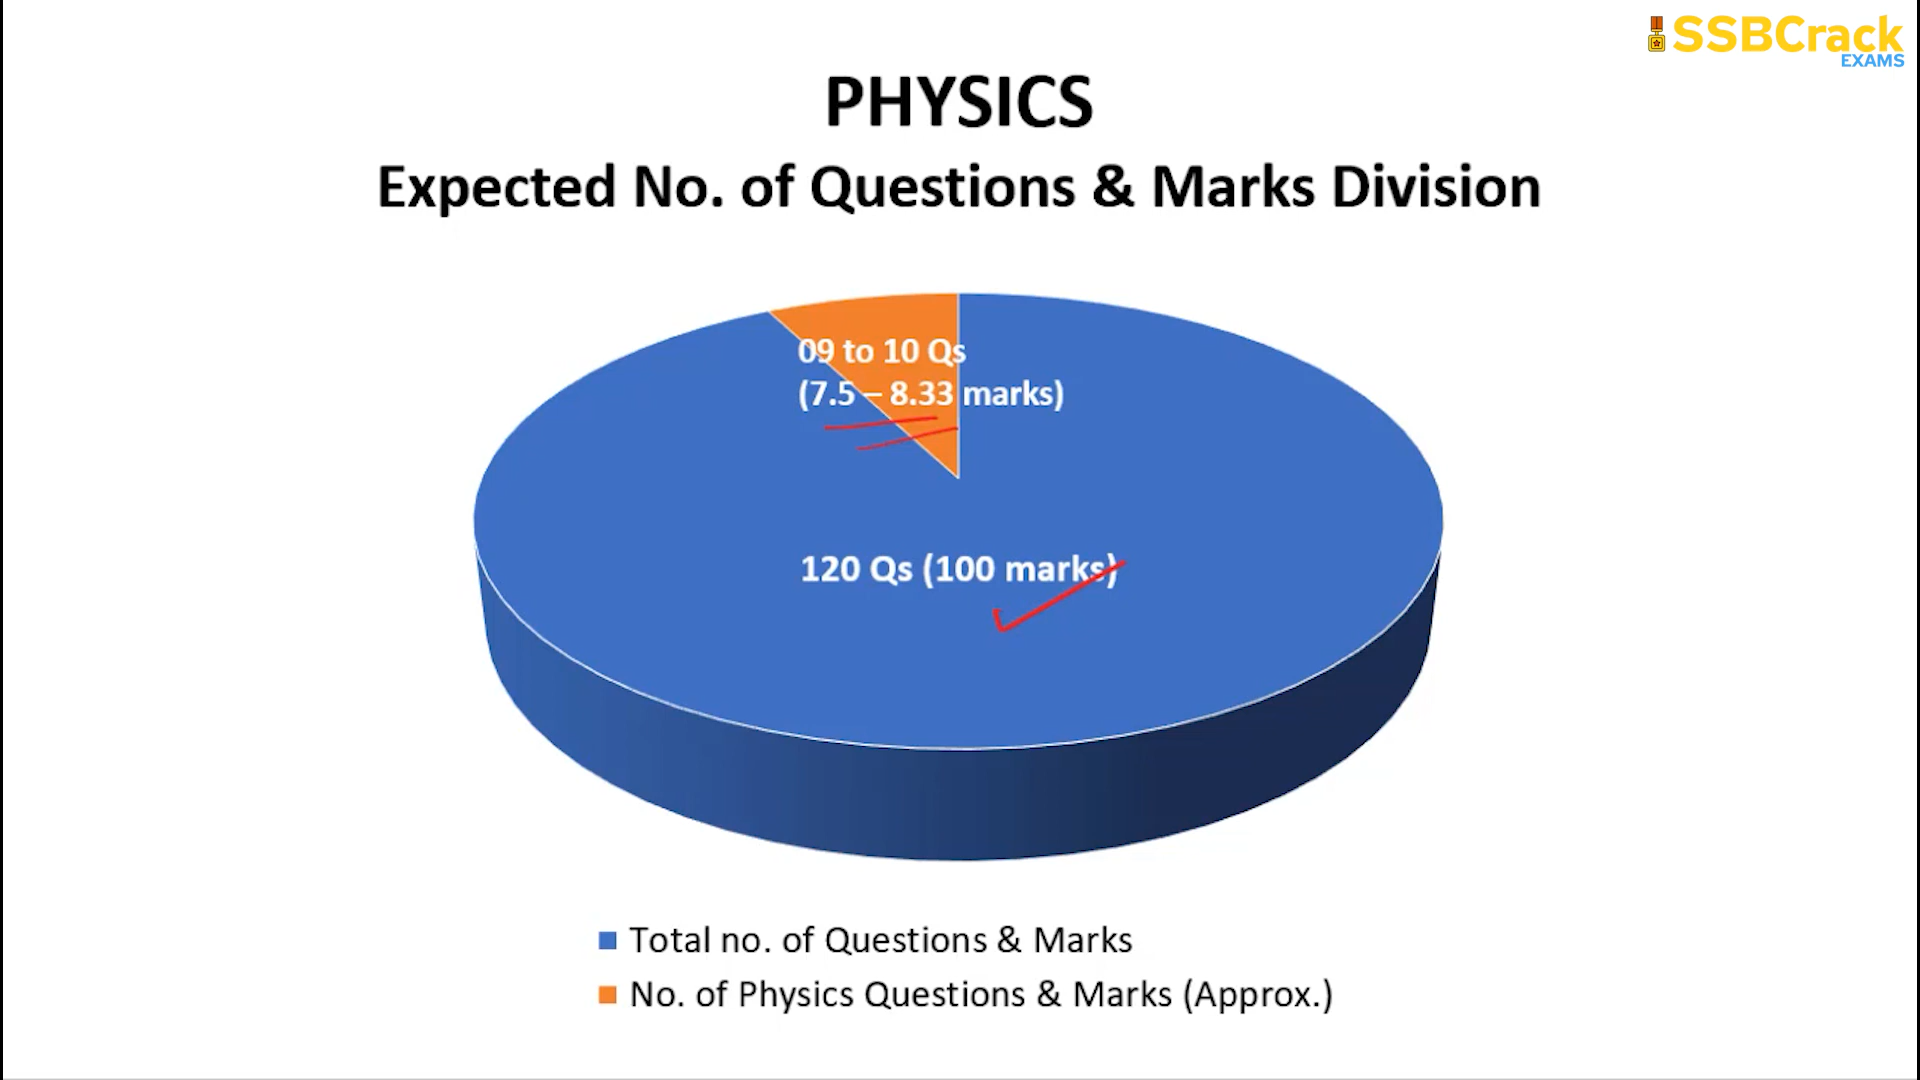 SSBCrack
EXAMS
PHYSICS
Expected No. of Questions & Marks Division
09 to 10 Qs
(7.5 – 8.33 marks)
120 Qs (100 marks)
Total no. of Questions & Marks
No. of Physics Questions & Marks (Approx.)